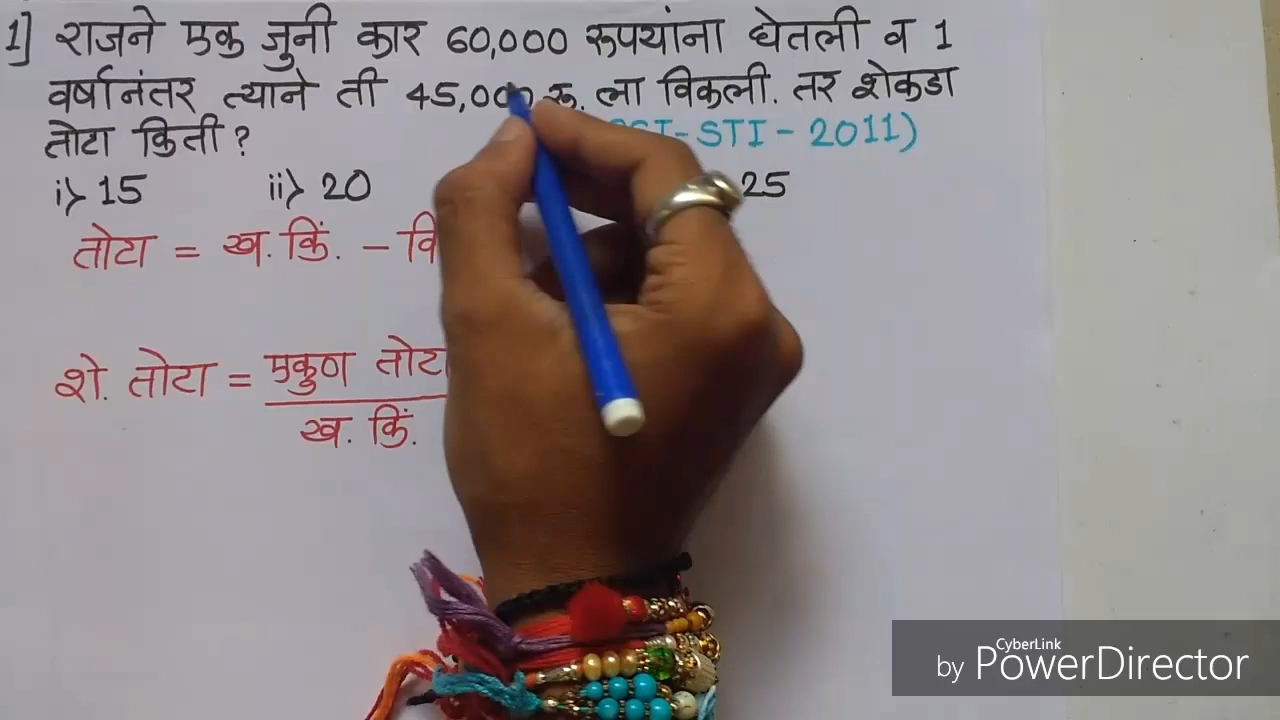 1] राजने एक जुनी कार 60,000 रुपयांना घेतली व 1
वर्षानंतर त्याने ती 45,000 रु. ला विकली. तर शेकडा
तोटा किती?
STI - 2011)
i) 15 ii) 20 25
तोटा = ख. किं. - वि
शे. तोटा = एकुण तोटा
ख. किं.
CyberLink
by PowerDirector